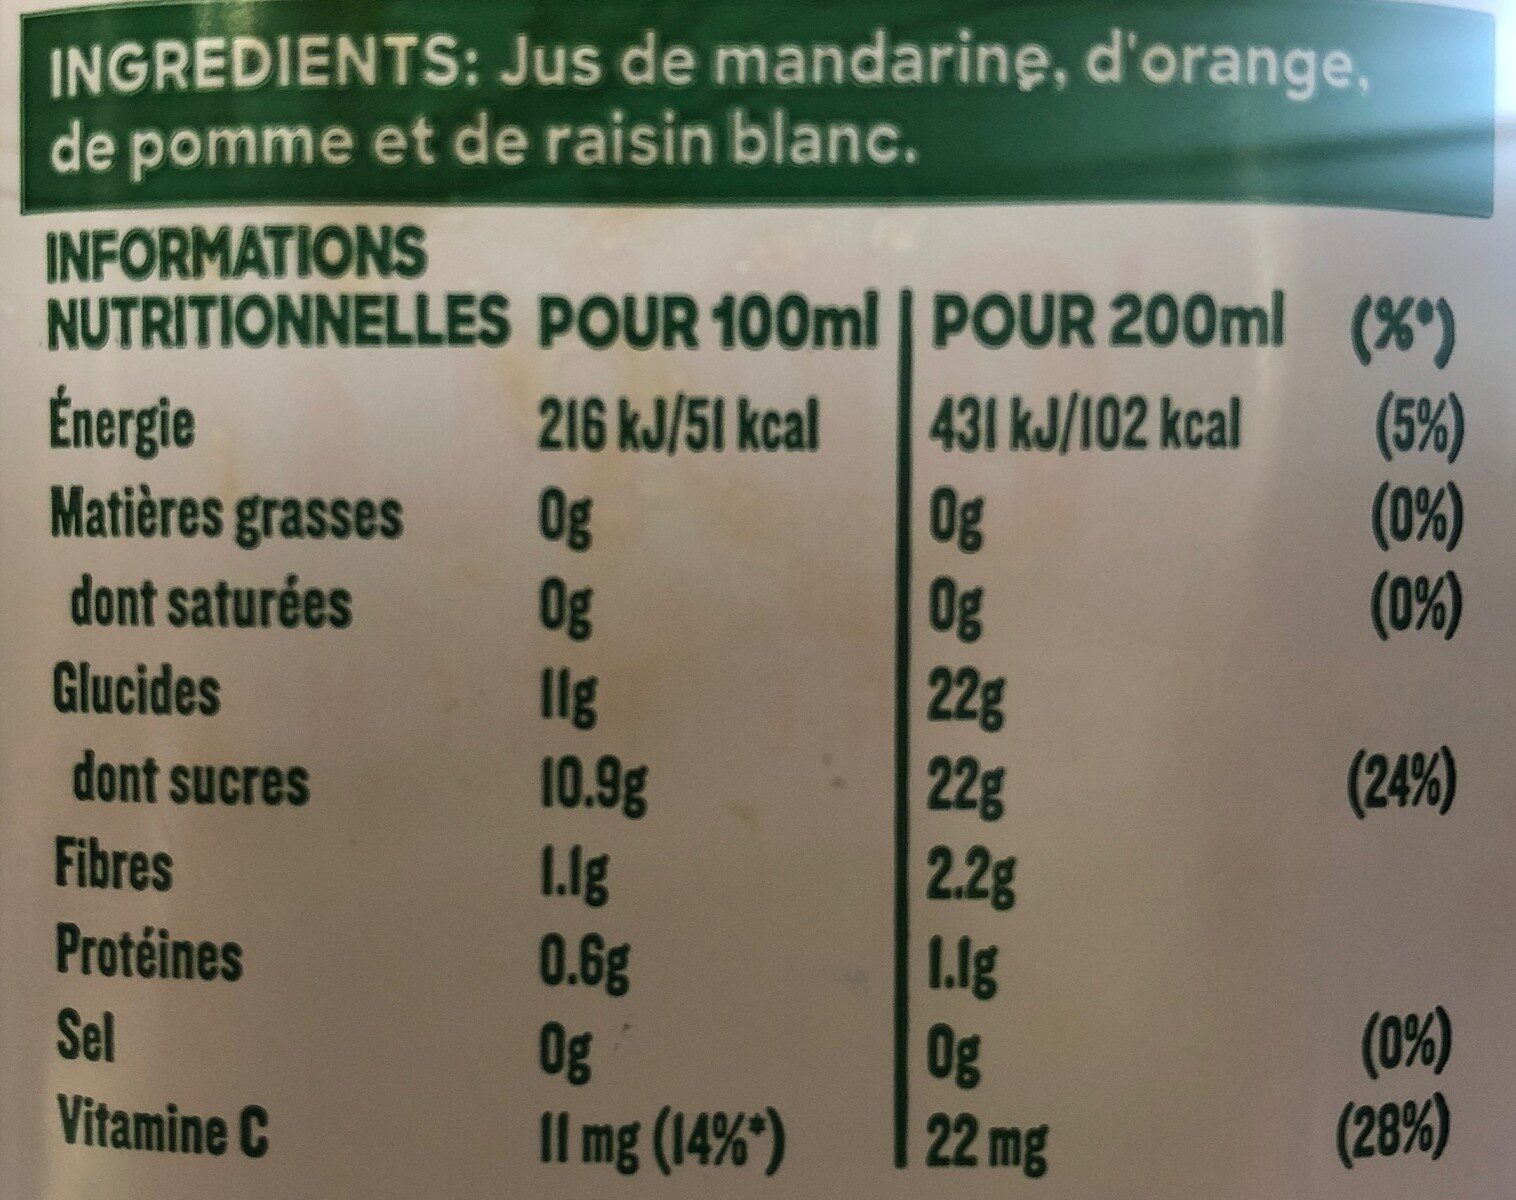 INGREDIENTS: Jus de mandarine, d'orange,
de pomme et de raisin blanc.
INFORMATIONS
NUTRITIONNELLES POUR 100ml POUR 200ml (%*)
Énergie 216 kJ/51 kcal 431 kJ/102 kcal (5%)
Matières grasses 0g 0g (0%)
dont saturées 0g 0g (0%)
Glucides 11g 22g
dont sucres 10.9g 22g (24%)
Fibres 1.1g 2.2g
Protéines 0.6g 1.1g
Sel 0g 0g (0%)
Vitamine C 11 mg (14%*) 22 mg (28%)